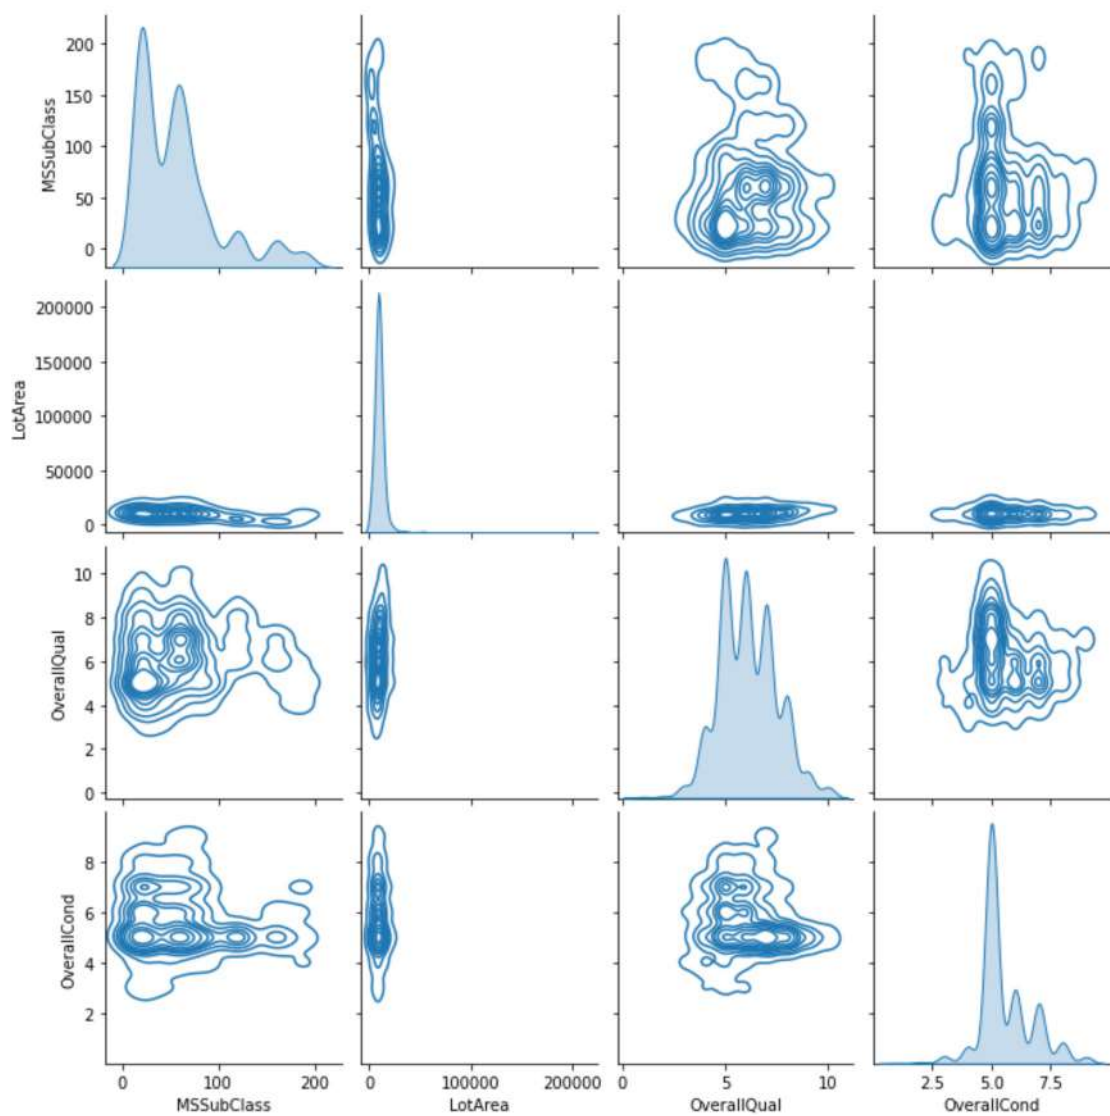 200
150
100
50
0
MSSubClass
200000
150000
100000
50000
0
LotArea
10
8
6
4
2
0
OverallQual
8
6
4
2
OverallCond
0 100 200
0 100000 200000
0 5 10
2.5 5.0 7.5
MSSubClass LotArea OverallQual OverallCond